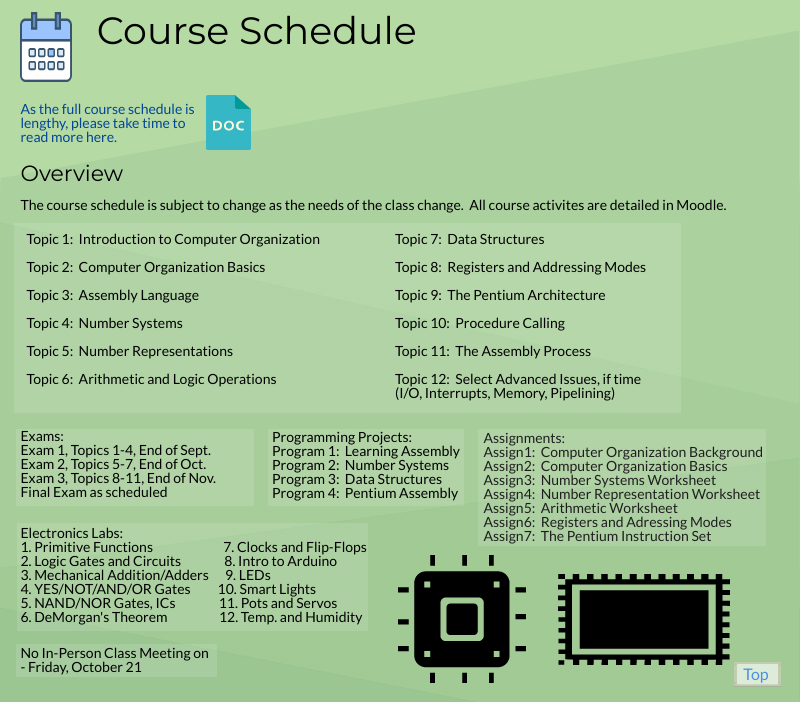 Course Schedule
As the full course schedule is
lengthy, please take time to
read more here.
DOC
Overview
The course schedule is subject to change as the needs of the class change. All course activites are detailed in Moodle.
Topic 1: Introduction to Computer Organization
Topic 2: Computer Organization Basics
Topic 3: Assembly Language
Topic 4: Number Systems
Topic 5: Number Representations
Topic 6: Arithmetic and Logic Operations
Topic 7: Data Structures
Topic 8: Registers and Addressing Modes
Topic 9: The Pentium Architecture
Topic 10: Procedure Calling
Topic 11: The Assembly Process
Topic 12: Select Advanced Issues, if time
(I/O, Interrupts, Memory, Pipelining)
Exams:
Exam 1, Topics 1-4, End of Sept.
Exam 2, Topics 5-7, End of Oct.
Exam 3, Topics 8-11, End of Nov.
Final Exam as scheduled
Programming Projects:
Program 1: Learning Assembly
Program 2: Number Systems
Program 3: Data Structures
Program 4: Pentium Assembly
Assignments:
Assign1: Computer Organization Background
Assign2: Computer Organization Basics
Assign3: Number Systems Worksheet
Assign4: Number Representation Worksheet
Assign5: Arithmetic Worksheet
Assign6: Registers and Adressing Modes
Assign7: The Pentium Instruction Set
Electronics Labs:
1. Primitive Functions
2. Logic Gates and Circuits
3. Mechanical Addition/Adders
4. YES/NOT/AND/OR Gates
5. NAND/NOR Gates, ICs
6. DeMorgan's Theorem
7. Clocks and Flip-Flops
8. Intro to Arduino
9. LEDs
10. Smart Lights
11. Pots and Servos
12. Temp. and Humidity
No In-Person Class Meeting on
- Friday, October 21
Top